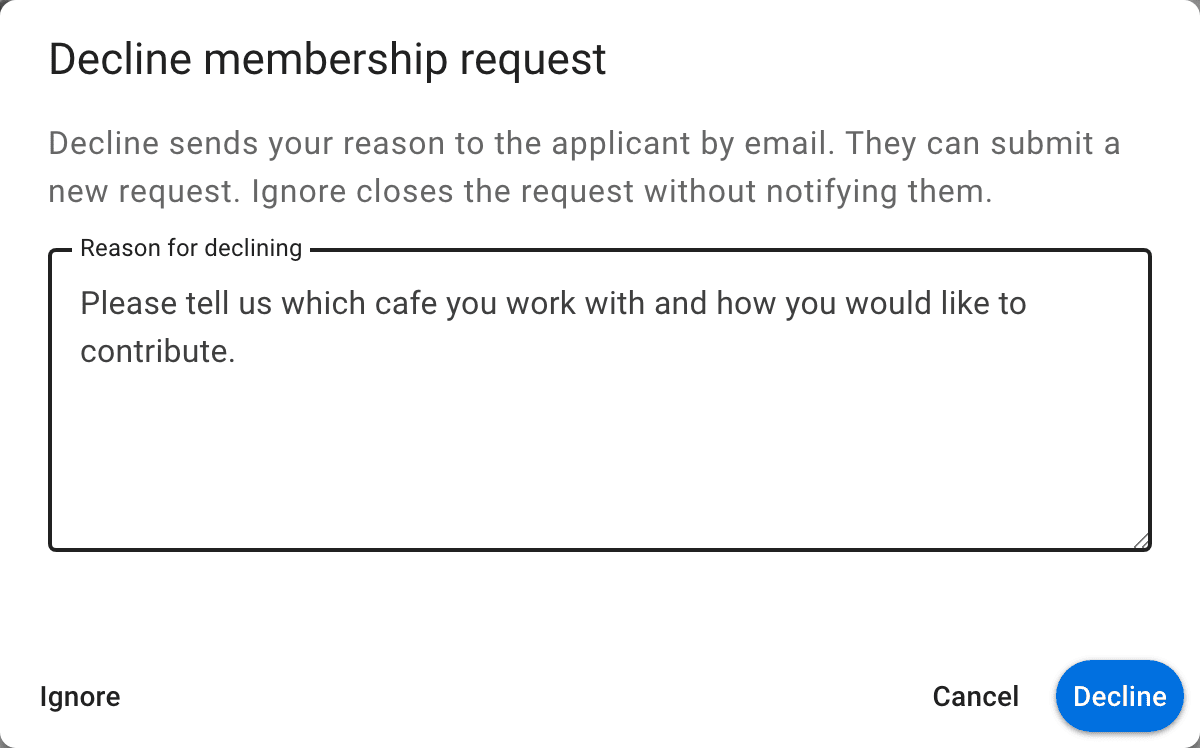 Decline membership request
Decline sends your reason to the applicant by email. They can submit a
new request. Ignore closes the request without notifying them.
Reason for declining
Please tell us which cafe you work with and how you would like to
contribute.
Ignore
Cancel
Decline